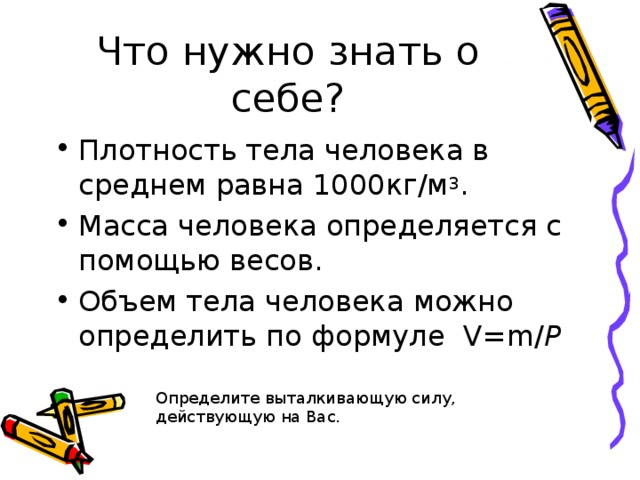 Что нужно знать о
себе?
• Плотность тела человека в
среднем равна 1000кг/м³.
• Масса человека определяется с
помощью весов.
• Объем тела человека можно
определить по формуле V=m/P
Определите выталкивающую силу,
действующую на Вас.